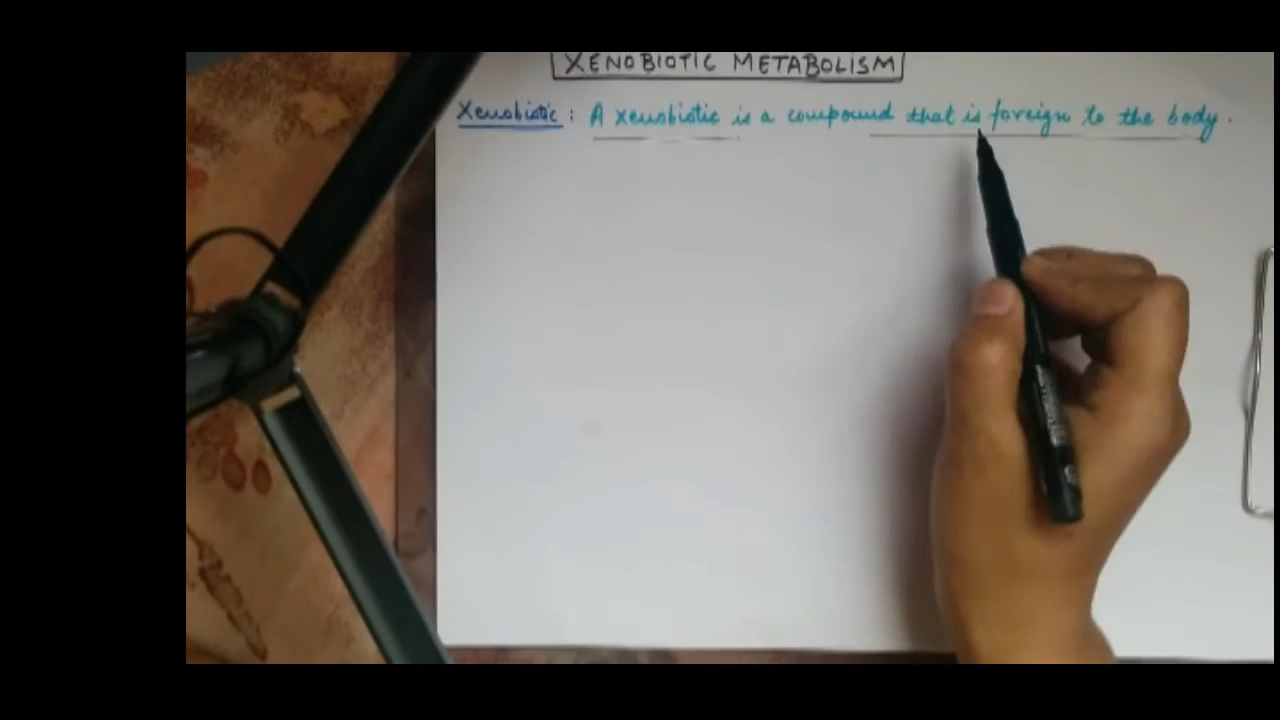 XENOBIOTIC METABOLISM
Xenobiotic : A xenobiotic is a compound that is foreign to the body.